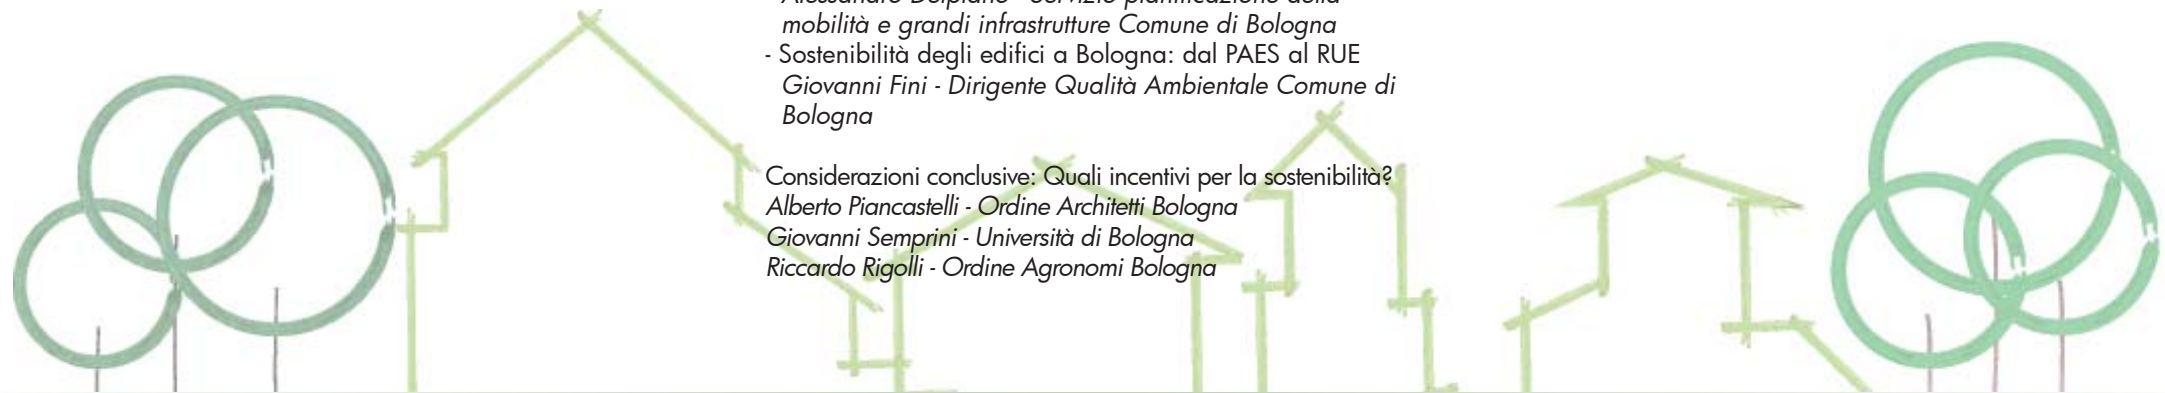 mobilità e grandi infrastrutture Comune di Bologna
- Sostenibilità degli edifici a Bologna: dal PAES al RUE
Giovanni Fini - Dirigente Qualità Ambientale Comune di
Bologna
Considerazioni conclusive: Quali incentivi per la sostenibilità?
Alberto Piancastelli - Ordine Architetti Bologna
Giovanni Semprini - Università di Bologna
Riccardo Rigolli - Ordine Agronomi Bologna